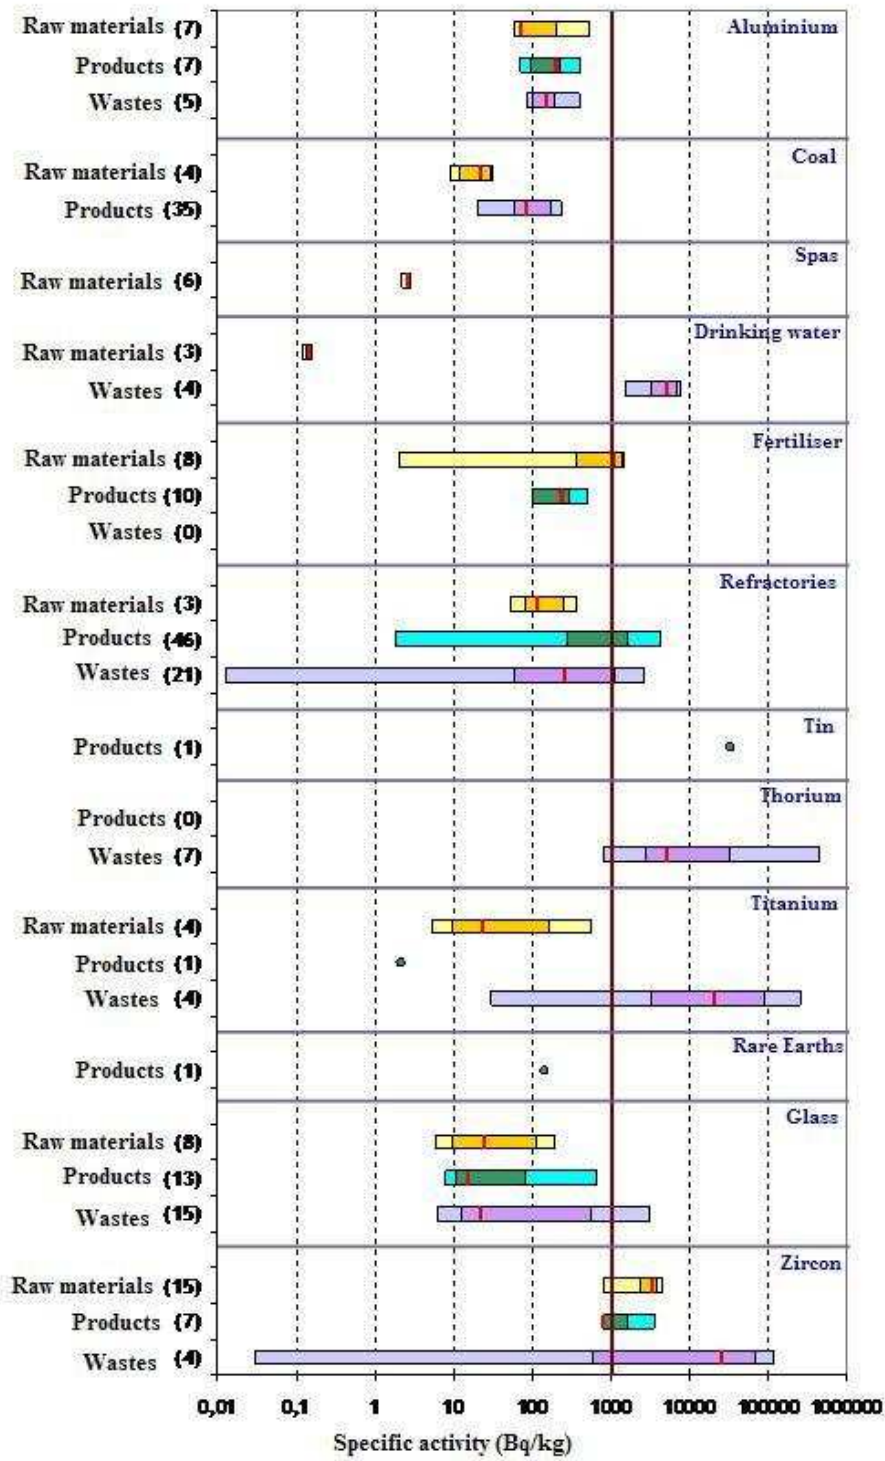 Aluminium
Raw materials (7)
Products (7)
Wastes (5)
Coal
Raw materials (4)
Products (35)
Spas
Raw materials (6)
Drinking water
Raw materials (3)
Wastes (4)
Fertiliser
Raw materials (8)
Products (10)
Wastes (0)
Refractories
Raw materials (3)
Products (46)
Wastes (21)
Tin
Products (1)
Thorium
Products (0)
Wastes (7)
Titanium
Raw materials (4)
Products (1)
Wastes (4)
Rare Earths
Products (1)
Glass
Raw materials (8)
Products (13)
Wastes (15)
Zircon
Raw materials (15)
Products (7)
Wastes (4)
0,01 0,1 1 10 100 1000 10000 100000 1000000
Specific activity (Bq/kg)